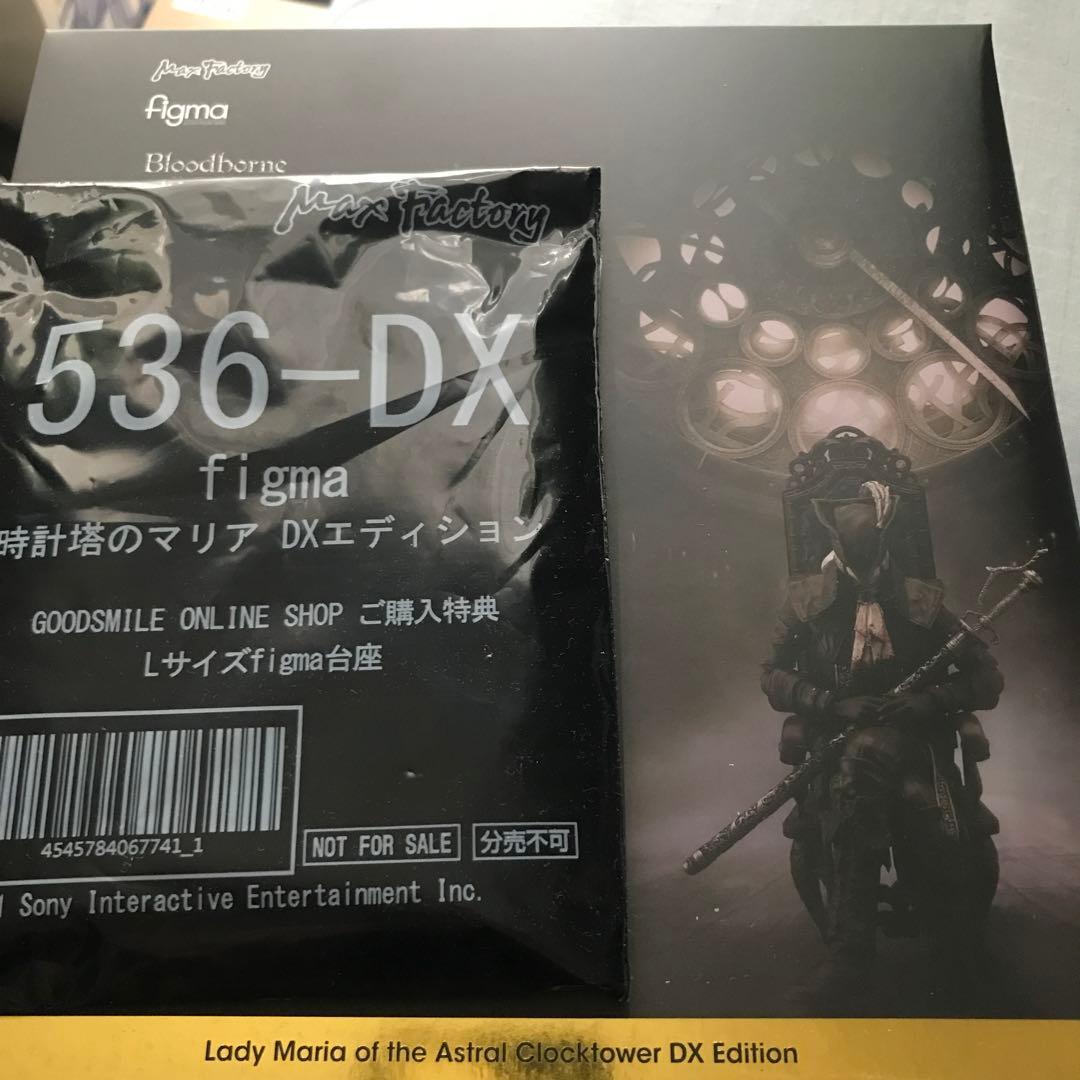 Max Factory
figma
Bloodborne
Max Factory
536-DX
figma
時計塔のマリア DXエディション
GOODSMILE ONLINE SHOP ご購入特典
Lサイズfigma台座
4545784067741_1
NOT FOR SALE
分売不可
Sony Interactive Entertainment Inc.
Lady Maria of the Astral Clocktower DX Edition